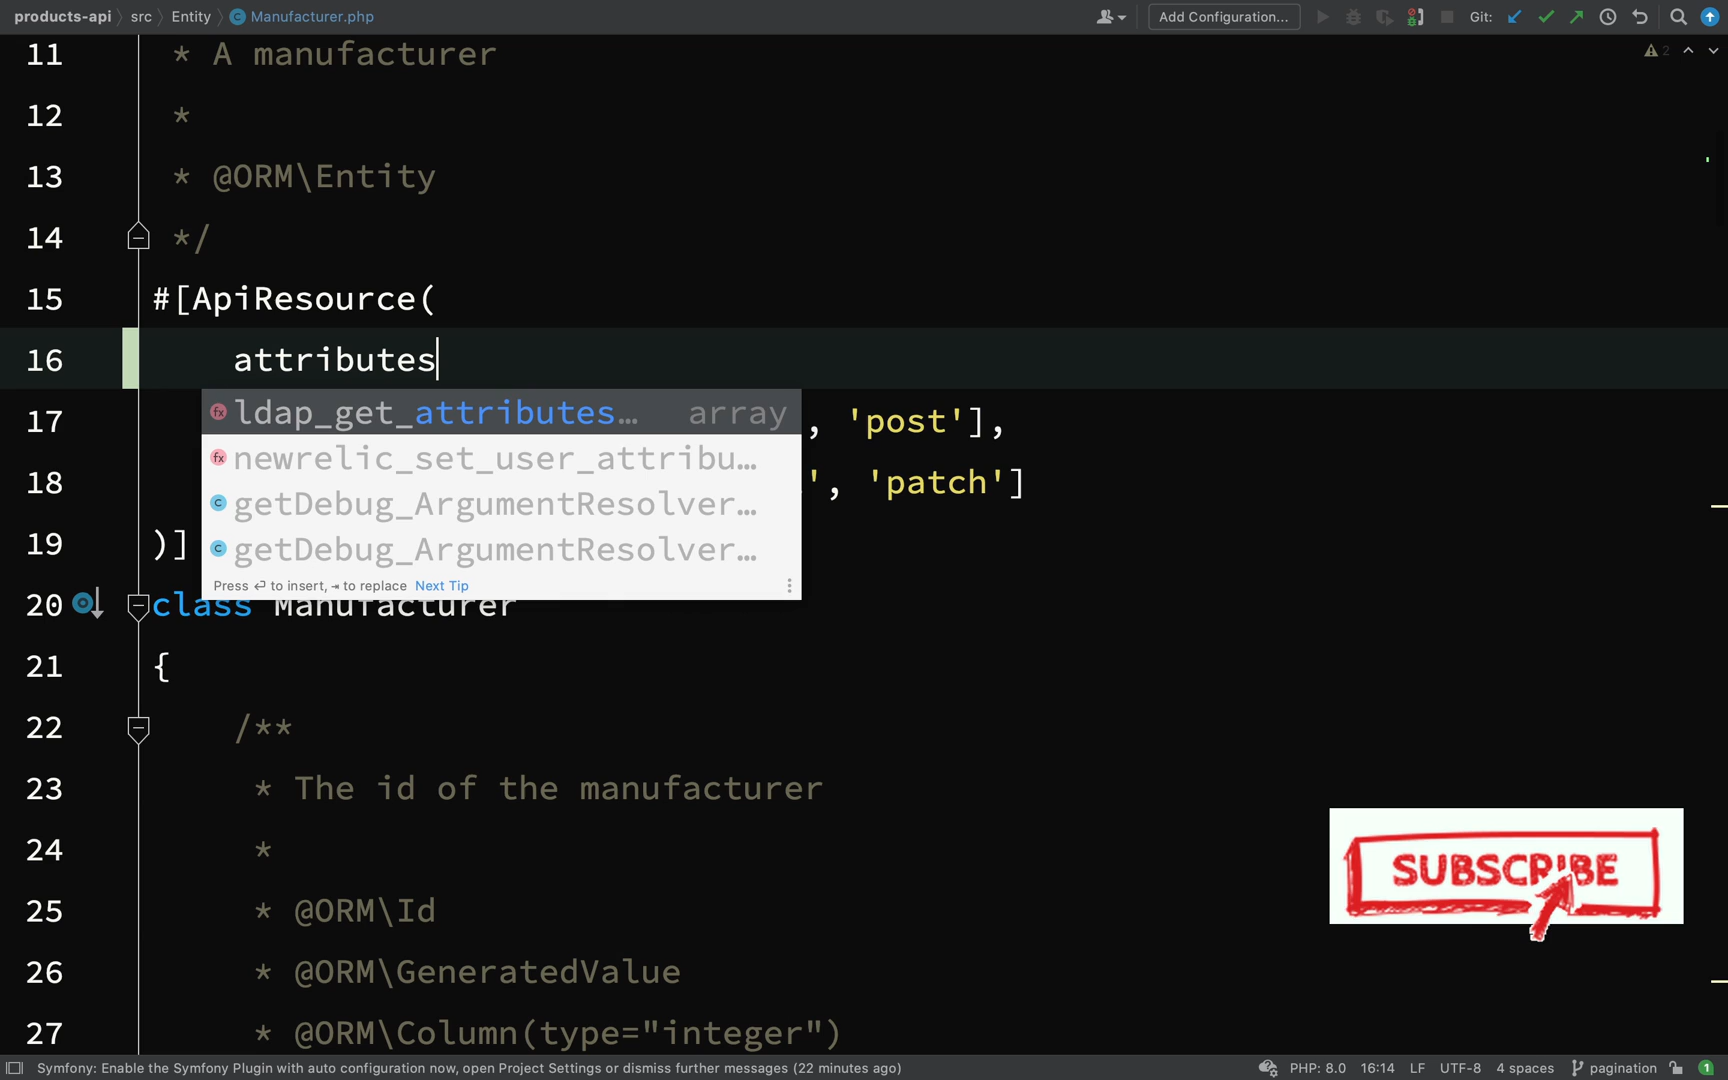 products-api src Entity Manufacturer.php Add Configuration... Git:
11 * A manufacturer
2
12 *
13 * @ORM\Entity
14 */
15 #[ApiResource(
16 attributes
ldap_get_attributes… array
17 , 'post'],
newrelic_set_user_attribu…
18 ', 'patch']
getDebug_ArgumentResolver…
19 )]
getDebug_ArgumentResolver…
Press ↵ to insert, ⇥ to replace Next Tip
20 class Manufacturer
21 {
22 /**
23 * The id of the manufacturer
24 *
SUBSCRIBE
25 * @ORM\Id
26 * @ORM\GeneratedValue
27 * @ORM\Column(type="integer")
Symfony: Enable the Symfony Plugin with auto configuration now, open Project Settings or dismiss further messages (22 minutes ago) PHP: 8.0 16:14 LF UTF-8 4 spaces pagination 1